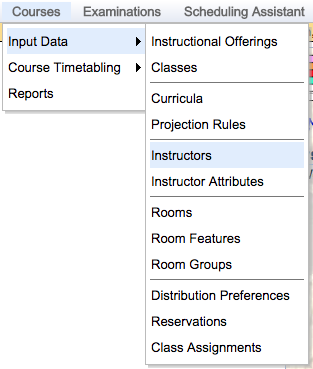 Courses Examinations Scheduling Assistant
Input Data
Course Timetabling
Reports
Instructional Offerings
Classes
Curricula
Projection Rules
Instructors
Instructor Attributes
Rooms
Room Features
Room Groups
Distribution Preferences
Reservations
Class Assignments